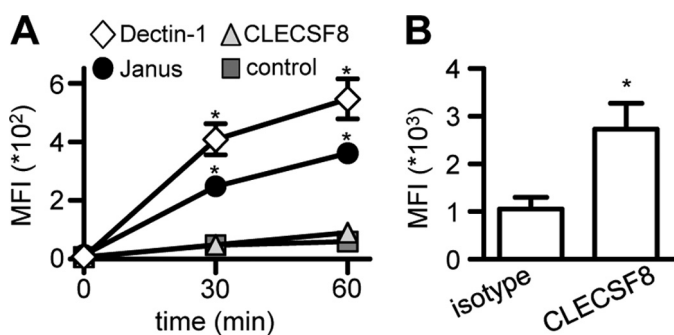 A
Dectin-1 CLECSF8
Janus control
MFI (*10²)
6
4
2
0
* *
* *
0 30 60
time (min)
B
MFI (*10³)
4
3
2
1
0
*
isotype CLECSF8